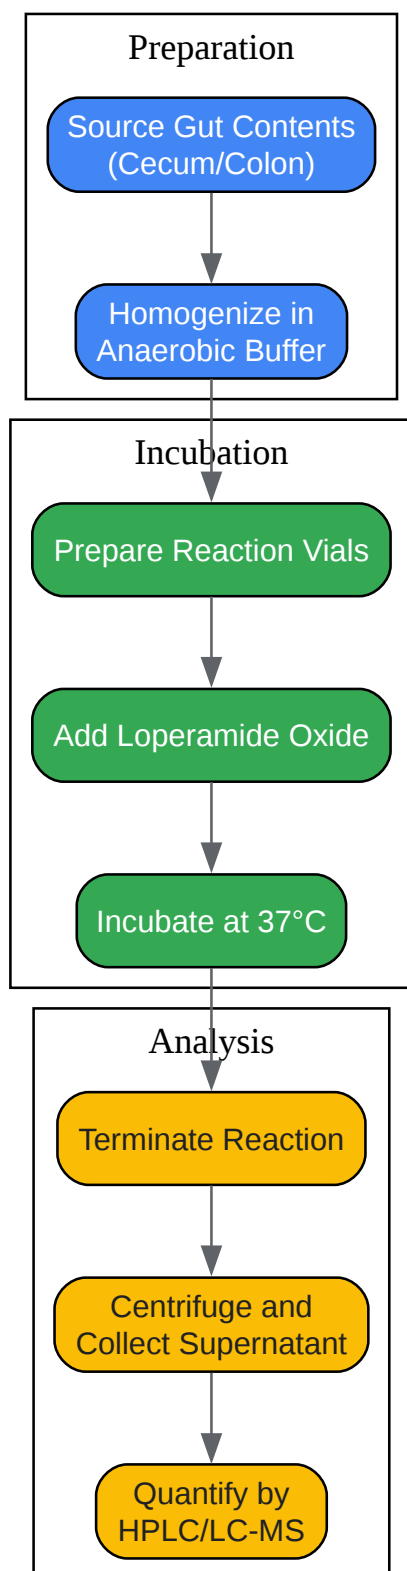 Preparation
Source Gut Contents
(Cecum/Colon)
Homogenize in
Anaerobic Buffer
Incubation
Prepare Reaction Vials
Add Loperamide Oxide
Incubate at 37°C
Analysis
Terminate Reaction
Centrifuge and
Collect Supernatant
Quantify by
HPLC/LC-MS